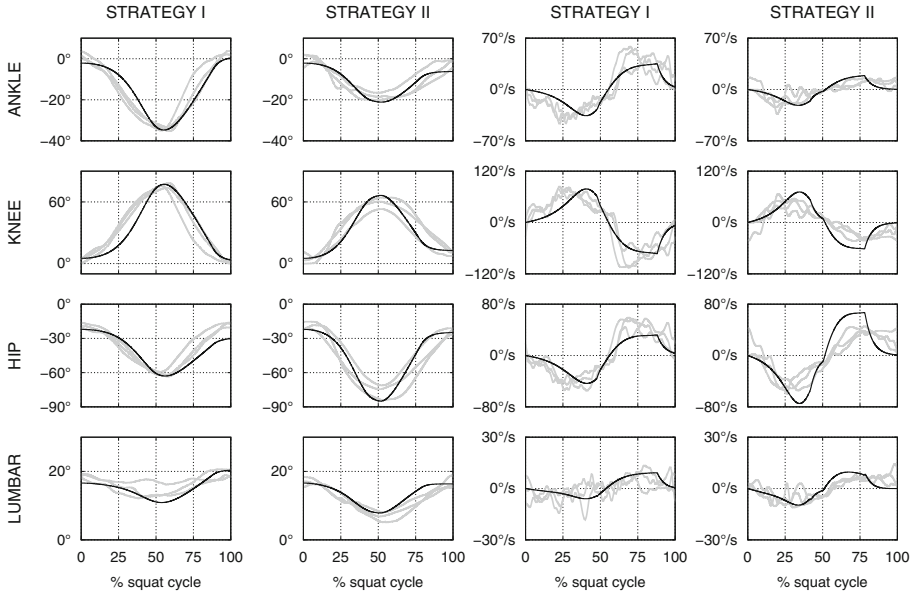 STRATEGY I STRATEGY II STRATEGY I STRATEGY II
ANKLE
0° 0° 70°/s 70°/s
−20° −20° 0°/s 0°/s
−40° −40° −70°/s −70°/s
KNEE
60° 60° 120°/s 120°/s
0° 0° 0°/s 0°/s
−120°/s −120°/s
HIP
0° 0° 80°/s 80°/s
−30° −30° 0°/s 0°/s
−60° −60°
−90° −90° −80°/s −80°/s
LUMBAR
20° 20° 30°/s 30°/s
0°/s 0°/s
0° 0° −30°/s −30°/s
0 25 50 75 100 0 25 50 75 100 0 25 50 75 100 0 25 50 75 100
% squat cycle % squat cycle % squat cycle % squat cycle